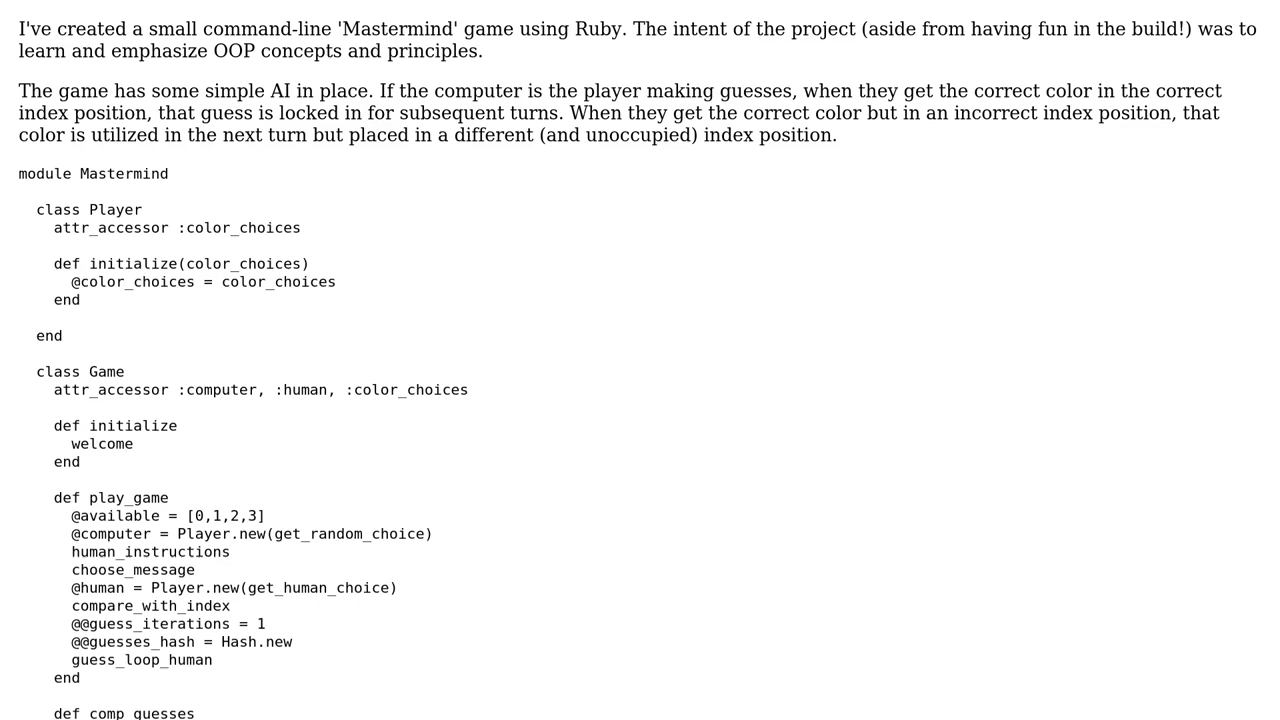 I've created a small command-line 'Mastermind' game using Ruby. The intent of the project (aside from having fun in the build!) was to
learn and emphasize OOP concepts and principles.
The game has some simple AI in place. If the computer is the player making guesses, when they get the correct color in the correct
index position, that guess is locked in for subsequent turns. When they get the correct color but in an incorrect index position, that
color is utilized in the next turn but placed in a different (and unoccupied) index position.
module Mastermind
  class Player
    attr_accessor :color_choices
    def initialize(color_choices)
      @color_choices = color_choices
    end
  end
  class Game
    attr_accessor :computer, :human, :color_choices
    def initialize
      welcome
    end
    def play_game
      @available = [0,1,2,3]
      @computer = Player.new(get_random_choice)
      human_instructions
      choose_message
      @human = Player.new(get_human_choice)
      compare_with_index
      @@guess_iterations = 1
      @@guesses_hash = Hash.new
      guess_loop_human
    end
    def comp_guesses